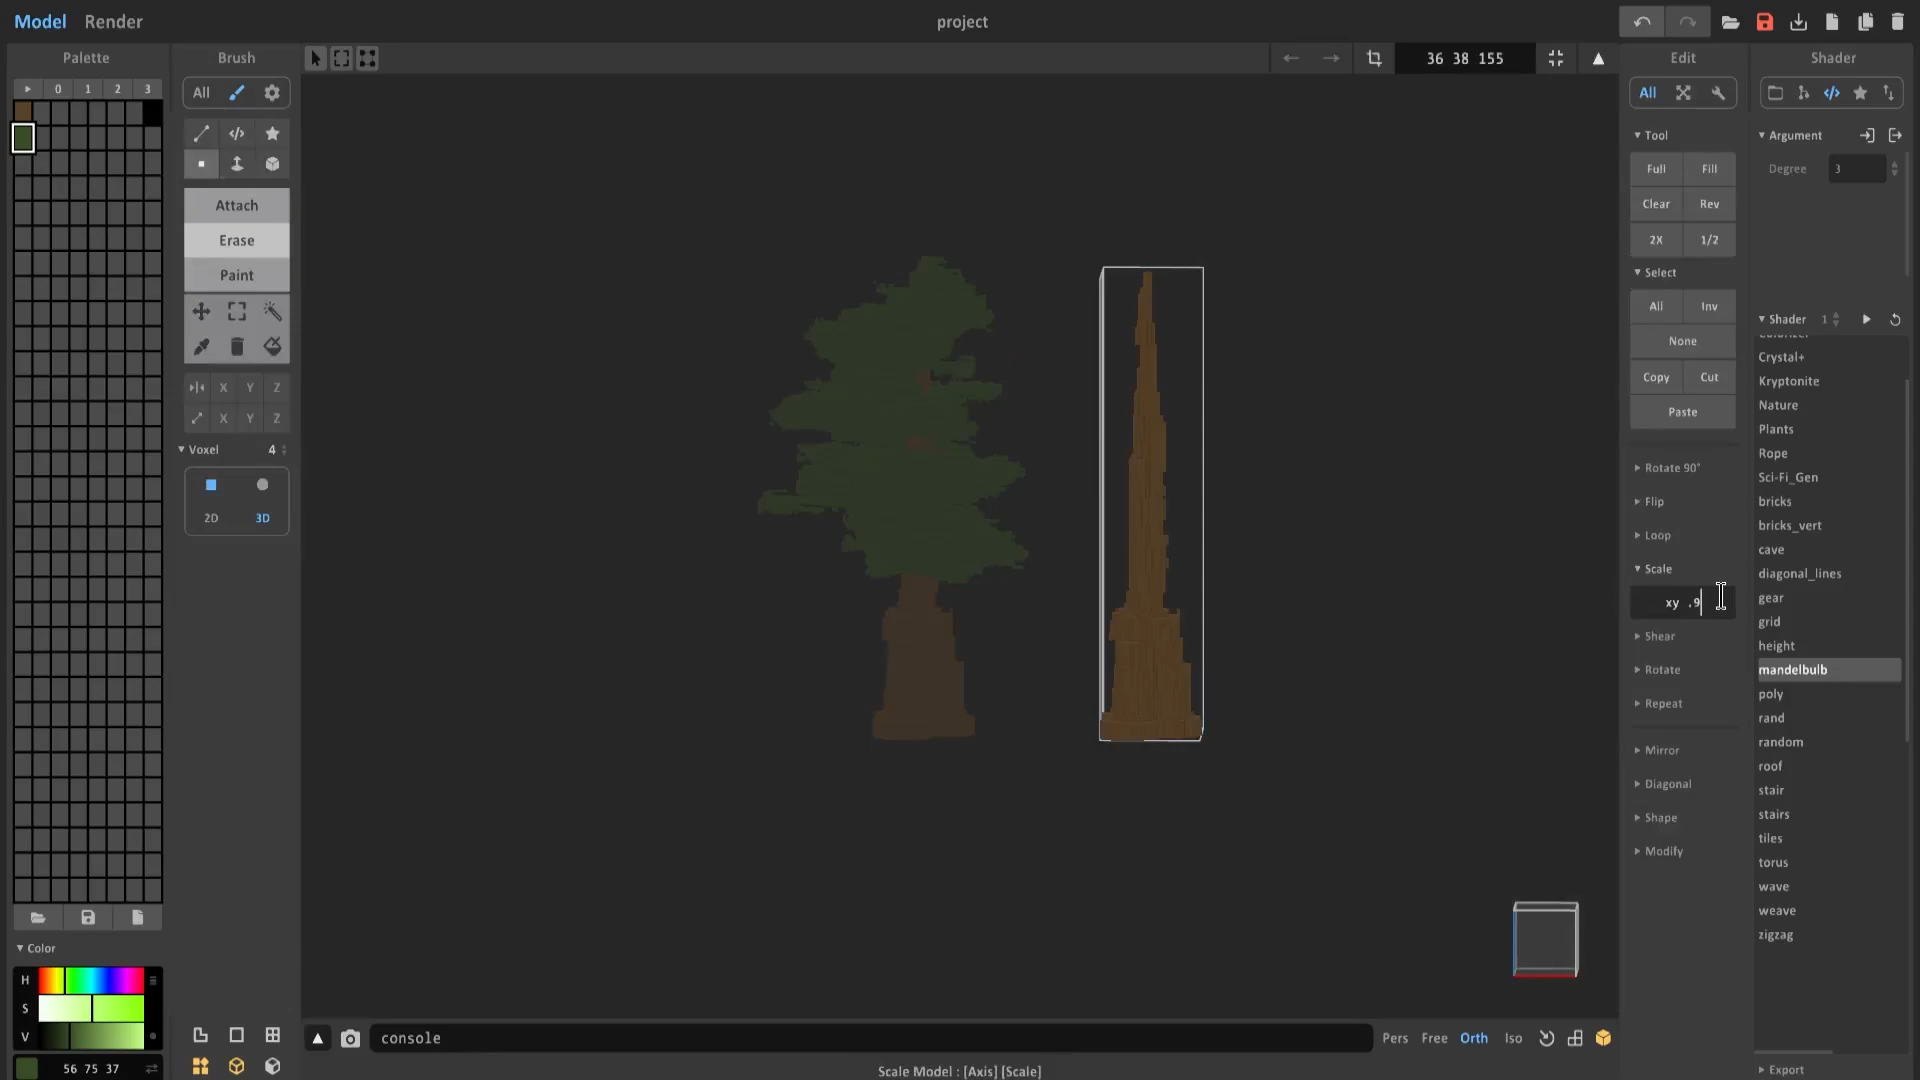 Model Render
project
Palette
0 1 2 3
Color
H
S
V
56 75 37
Brush
All
Attach
Erase
Paint
X Y Z
X Y Z
Voxel 4
2D 3D
36 38 155
console
Pers Free Orth Iso
Scale Model : [Axis] [Scale]
Edit
All
Tool
Full Fill
Clear Rev
2X 1/2
Select
All Inv
None
Copy Cut
Paste
Rotate 90°
Flip
Loop
Scale
xy .9
Shear
Rotate
Repeat
Mirror
Diagonal
Shape
Modify
Shader
Argument
Degree 3
Shader 1
Crystal+
Kryptonite
Nature
Plants
Rope
Sci-Fi_Gen
bricks
bricks_vert
cave
diagonal_lines
gear
grid
height
mandelbulb
poly
rand
random
roof
stair
stairs
tiles
torus
wave
weave
zigzag
Export